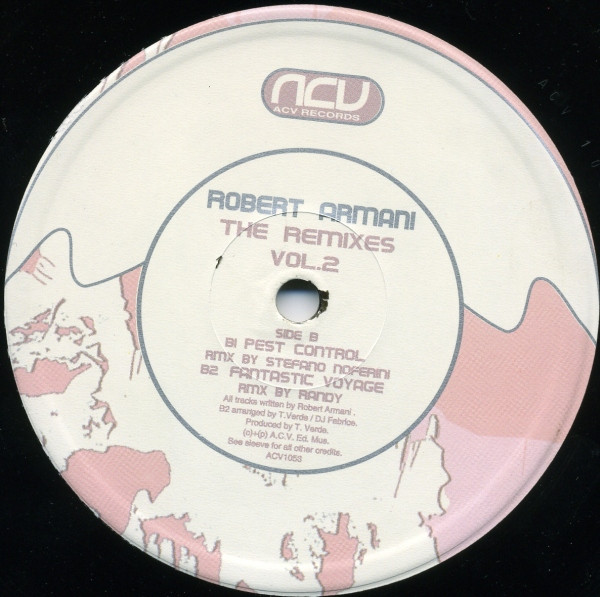 ACV
ACV RECORDS
ROBERT ARMANI
THE REMIXES
VOL.2
SIDE B
B1 PEST CONTROL
RMX BY STEFANO NOFERINI
B2 FANTASTIC VOYAGE
RMX BY RANDY
All tracks written by Robert Armani .
B2 arranged by T.Verde / DJ Fabrice.
Produced by T. Verde.
(c)+(p) A.C.V. Ed. Mus.
See sleeve for all other credits.
ACV1053